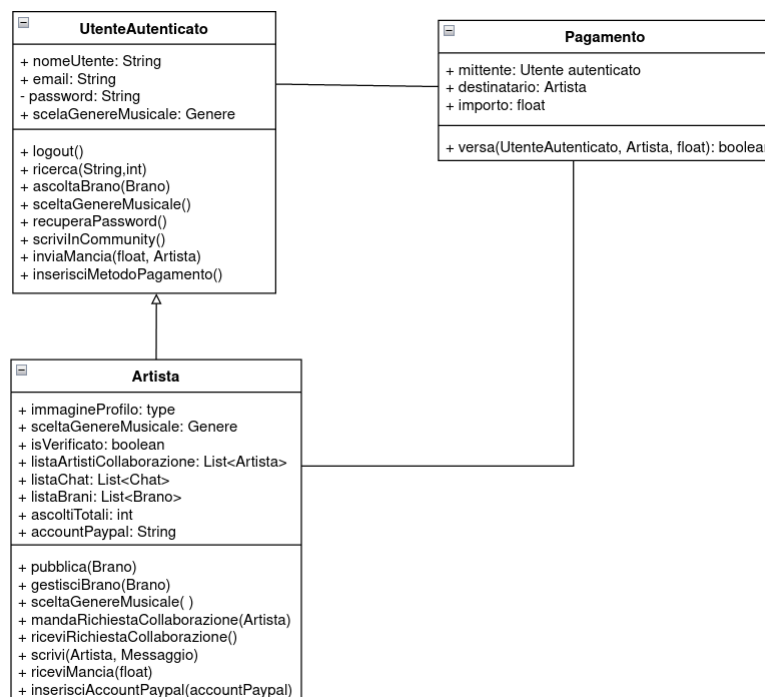 UtenteAutenticato
+ nomeUtente: String
+ email: String
- password: String
+ scelaGenereMusicale: Genere
+ logout()
+ ricerca(String,int)
+ ascoltaBrano(Brano)
+ sceltaGenereMusicale()
+ recuperaPassword()
+ scriviInCommunity()
+ inviaMancia(float, Artista)
+ inserisciMetodoPagamento()
Pagamento
+ mittente: Utente autenticato
+ destinatario: Artista
+ importo: float
+ versa(UtenteAutenticato, Artista, float): boolean
Artista
+ immagineProfilo: type
+ sceltaGenereMusicale: Genere
+ isVerificato: boolean
+ listaArtistiCollaborazione: List<Artista>
+ listaChat: List<Chat>
+ listaBrani: List<Brano>
+ ascoltiTotali: int
+ accountPaypal: String
+ pubblica(Brano)
+ gestisciBrano(Brano)
+ sceltaGenereMusicale( )
+ mandaRichiestaCollaborazione(Artista)
+ riceviRichiestaCollaborazione()
+ scrivi(Artista, Messaggio)
+ riceviMancia(float)
+ inserisciAccountPaypal(accountPaypal)